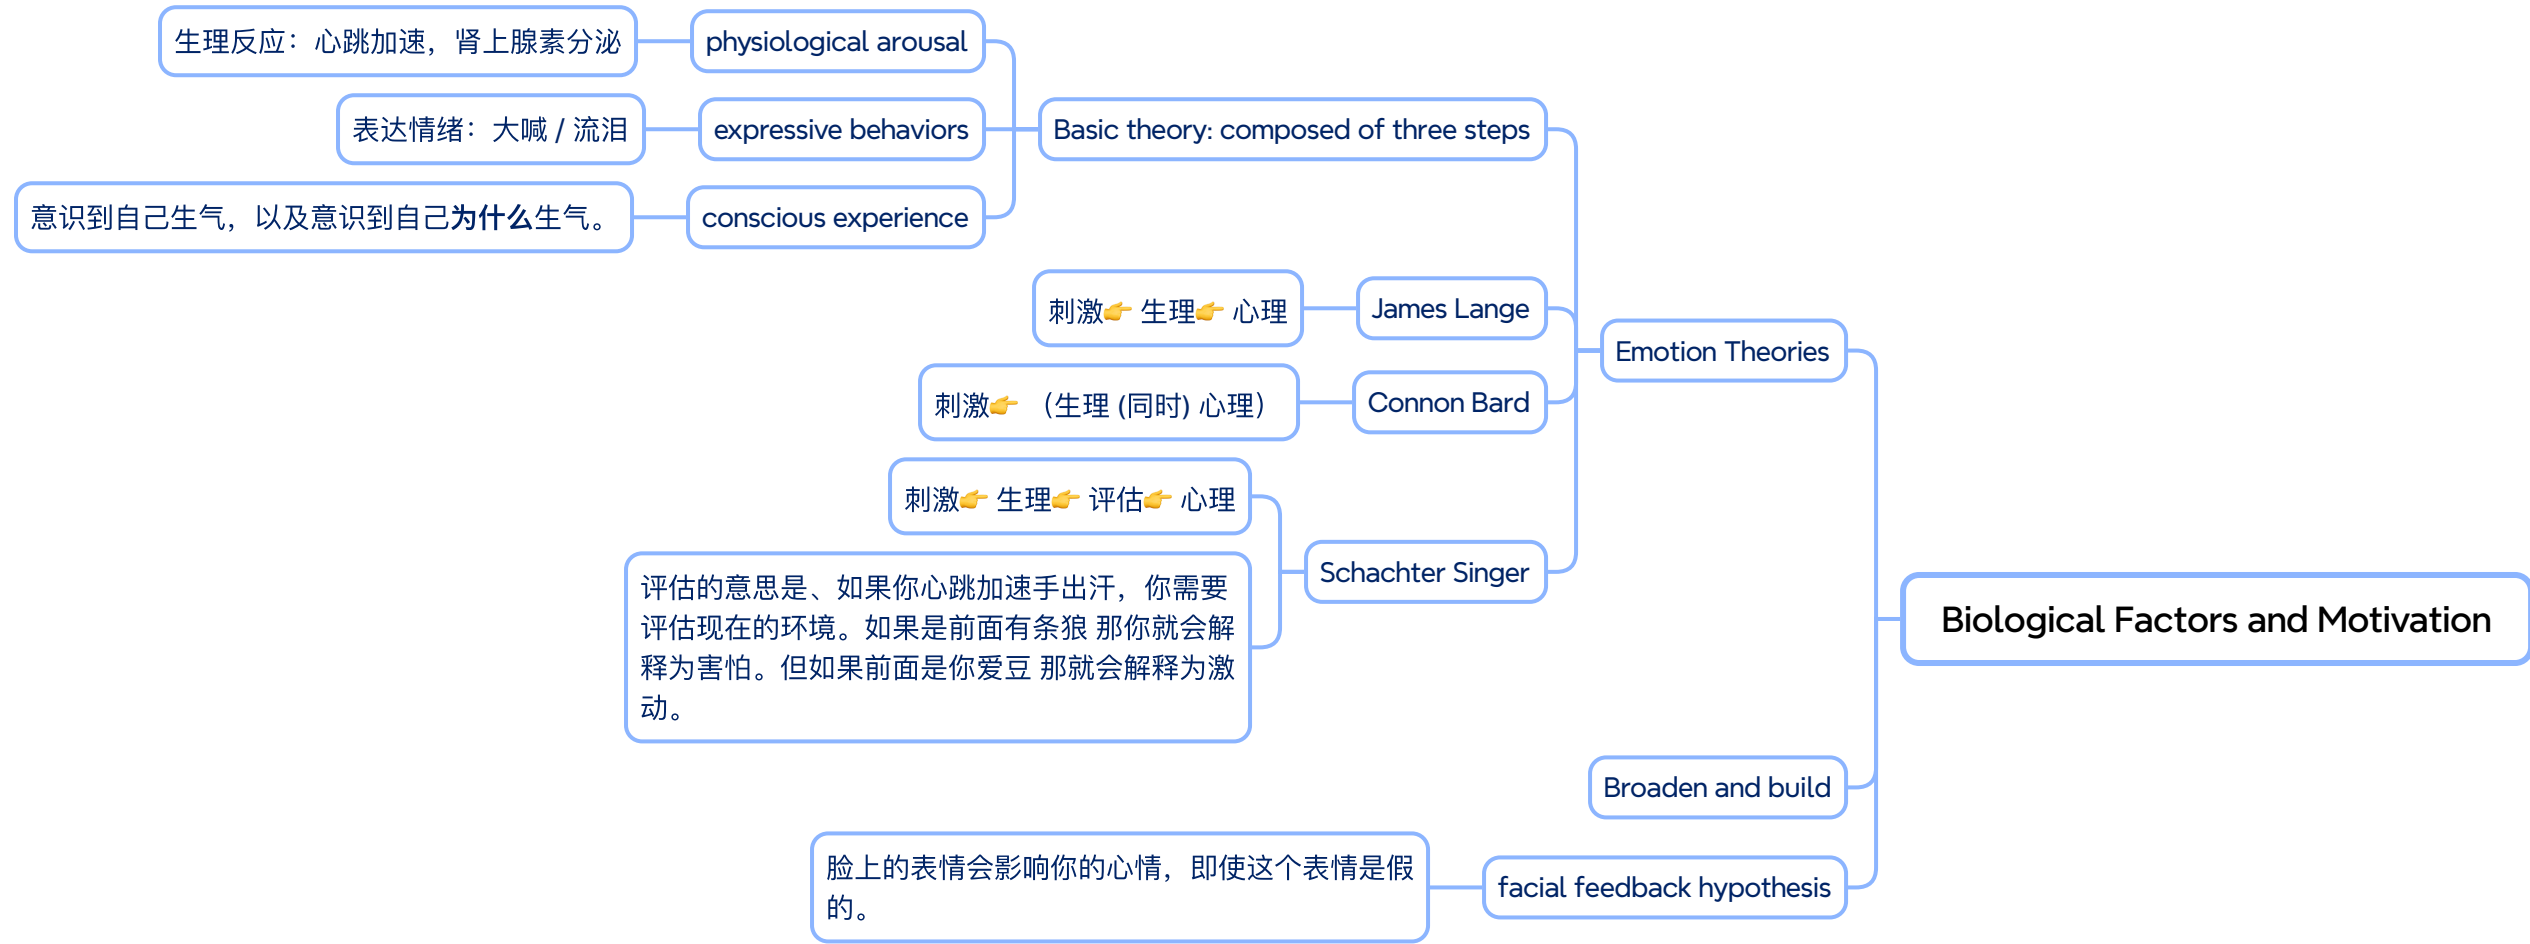 生理反应：心跳加速，肾上腺素分泌
physiological arousal
表达情绪：大喊 / 流泪
expressive behaviors
Basic theory: composed of three steps
意识到自己生气，以及意识到自己为什么生气。
conscious experience
刺激👉 生理👉 心理
James Lange
Emotion Theories
刺激👉 （生理 (同时) 心理）
Connon Bard
刺激👉 生理👉 评估👉 心理
Schachter Singer
评估的意思是、如果你心跳加速手出汗，你需要
评估现在的环境。如果是前面有条狼 那你就会解
释为害怕。但如果前面是你爱豆 那就会解释为激
动。
Biological Factors and Motivation
Broaden and build
脸上的表情会影响你的心情，即使这个表情是假
的。
facial feedback hypothesis